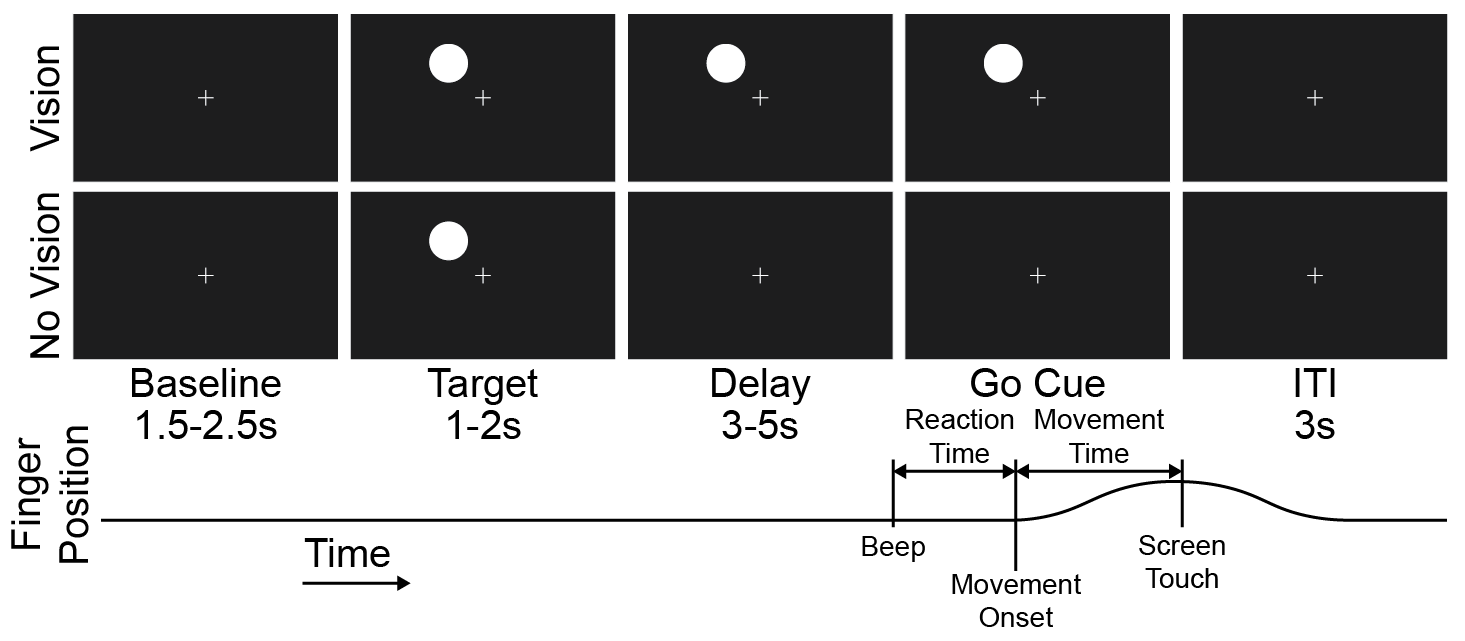 Vision
No Vision
Baseline
1.5-2.5s
Target
1-2s
Delay
3-5s
Go Cue
Reaction
Time
Movement
Time
ITI
3s
Finger
Position
Time
Beep
Movement
Onset
Screen
Touch